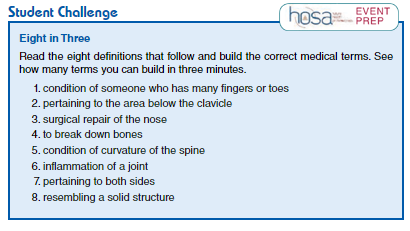 Student Challenge
hosa EVENT
PREP
Eight in Three
Read the eight definitions that follow and build the correct medical terms. See
how many terms you can build in three minutes.
1. condition of someone who has many fingers or toes
2. pertaining to the area below the clavicle
3. surgical repair of the nose
4. to break down bones
5. condition of curvature of the spine
6. inflammation of a joint
7. pertaining to both sides
8. resembling a solid structure